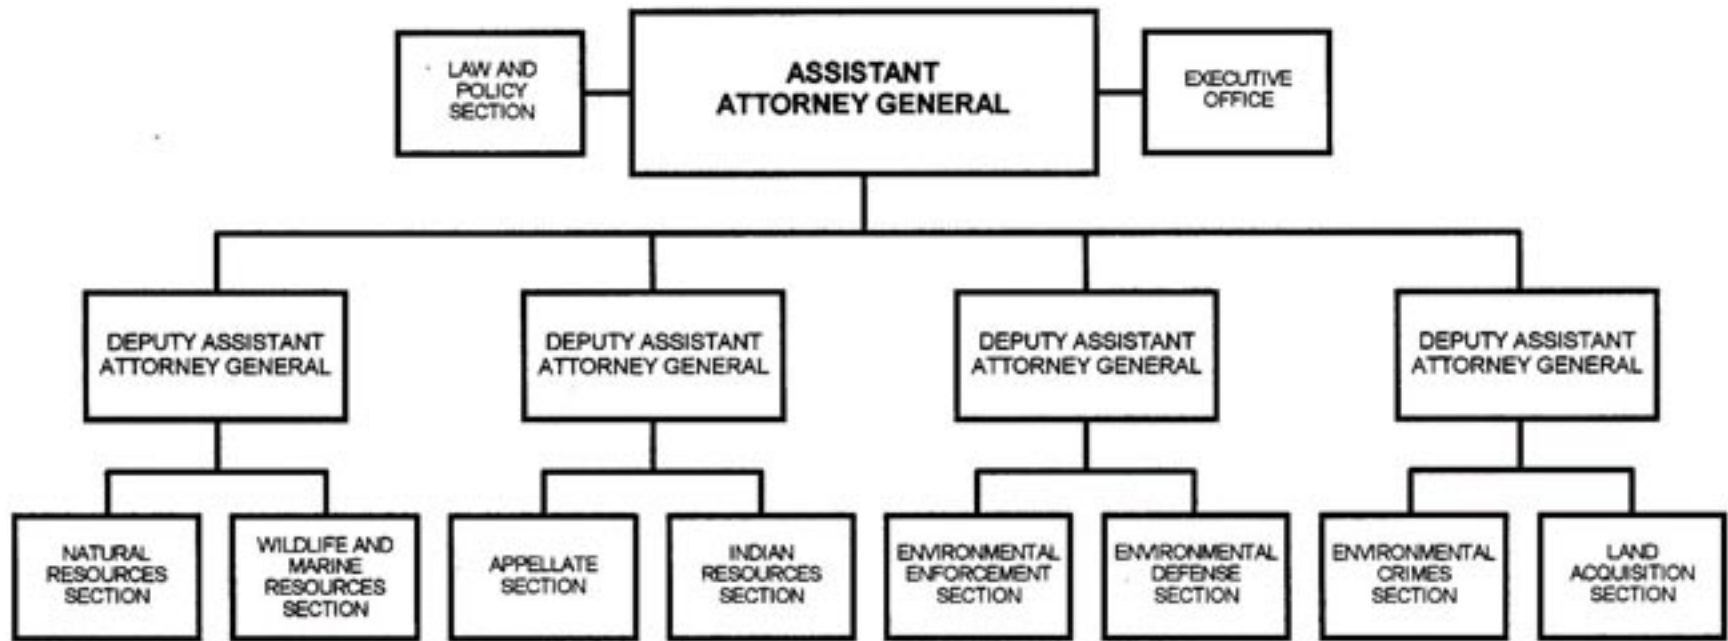 LAW AND
POLICY
SECTION
ASSISTANT
ATTORNEY GENERAL
EXECUTIVE
OFFICE
DEPUTY ASSISTANT
ATTORNEY GENERAL
DEPUTY ASSISTANT
ATTORNEY GENERAL
DEPUTY ASSISTANT
ATTORNEY GENERAL
DEPUTY ASSISTANT
ATTORNEY GENERAL
NATURAL
RESOURCES
SECTION
WILDLIFE AND
MARINE
RESOURCES
SECTION
APPELLATE
SECTION
INDIAN
RESOURCES
SECTION
ENVIRONMENTAL
ENFORCEMENT
SECTION
ENVIRONMENTAL
DEFENSE
SECTION
ENVIRONMENTAL
CRIMES
SECTION
LAND
ACQUISITION
SECTION